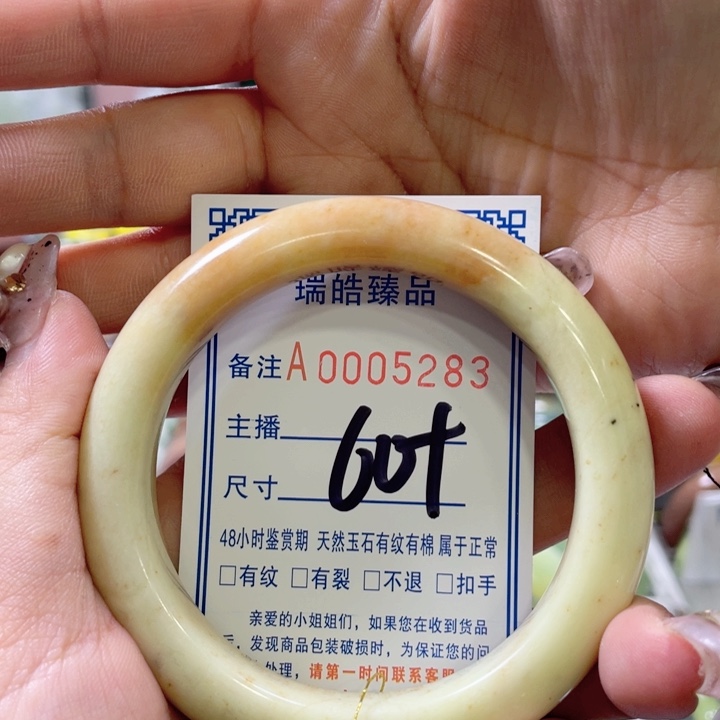 瑞皓臻品
备注A0005283
主播
尺寸 60+
48小时鉴赏期 天然玉石有纹有棉 属于正常
□有纹 □有裂 □不退 □扣手
亲爱的小姐姐们，如果您在收到货品
后，发现商品包装破损时，为保证您的问
处理，请第一时间联系客服